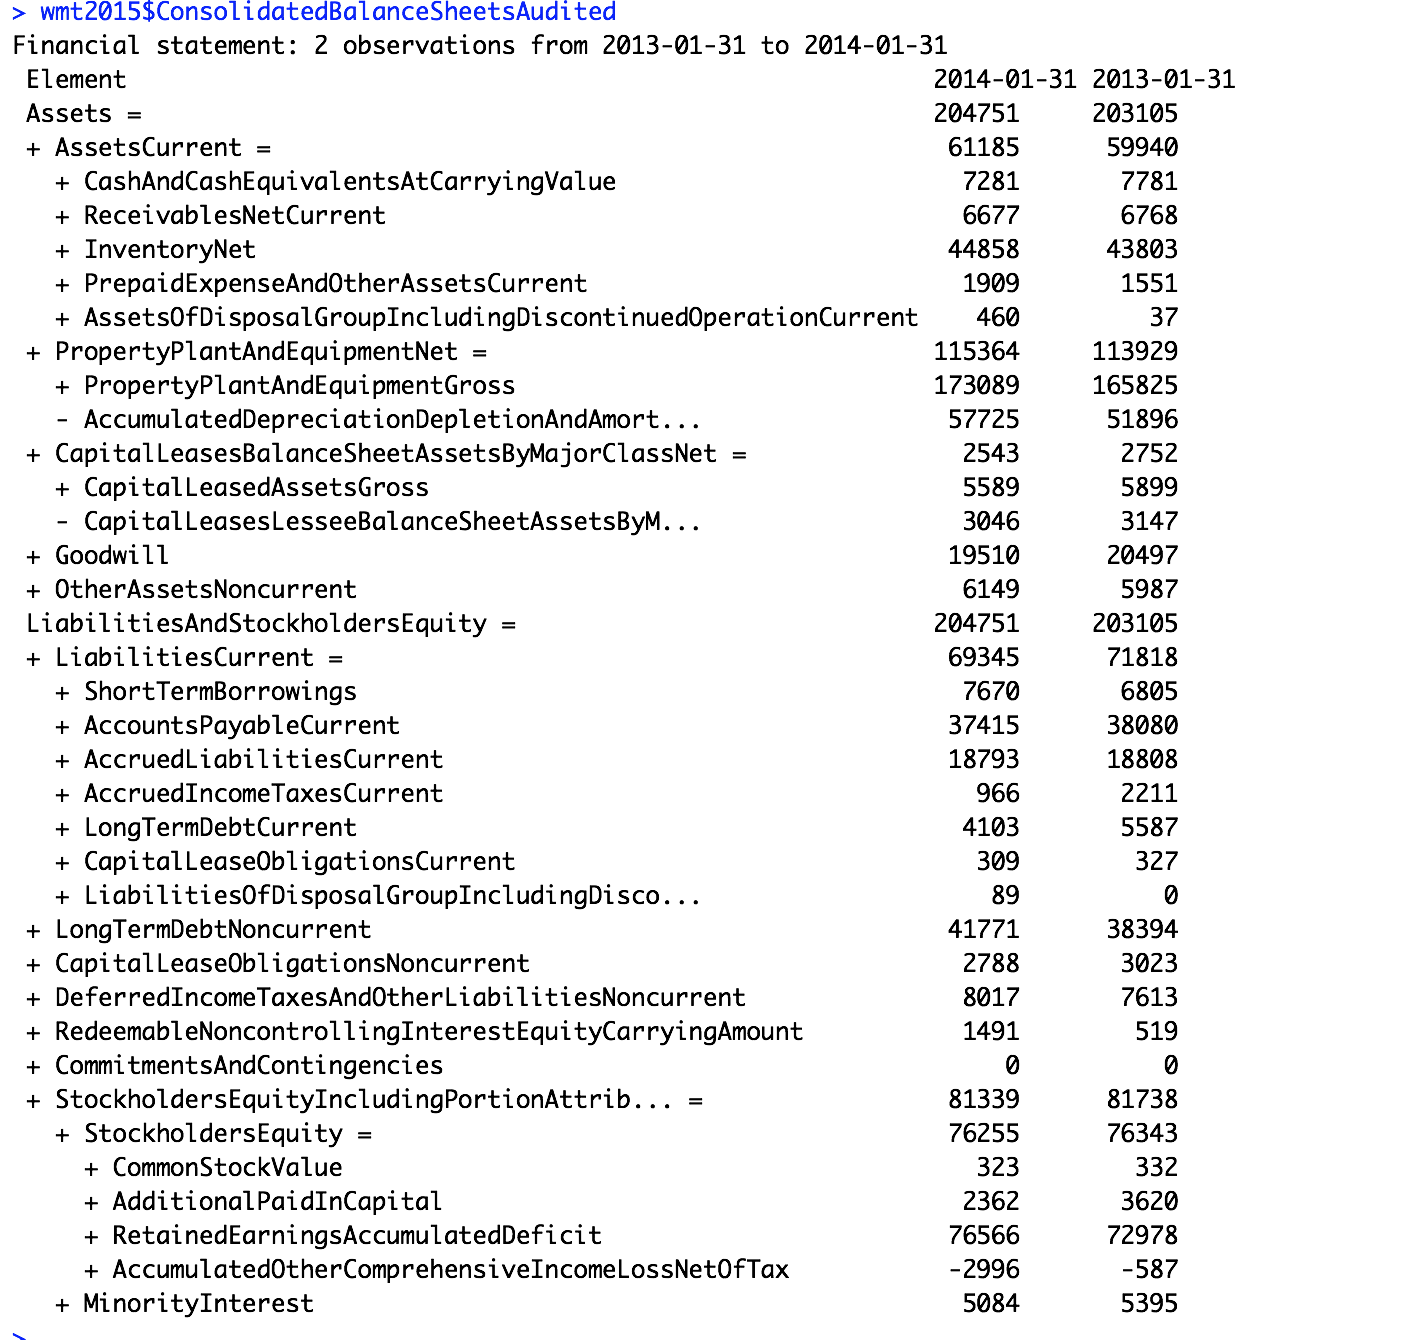 > wmt2015$ConsolidatedBalanceSheetsAudited
Financial statement: 2 observations from 2013-01-31 to 2014-01-31
Element 2014-01-31 2013-01-31
Assets = 204751 203105
+ AssetsCurrent = 61185 59940
+ CashAndCashEquivalentsAtCarryingValue 7281 7781
+ ReceivablesNetCurrent 6677 6768
+ InventoryNet 44858 43803
+ PrepaidExpenseAndOtherAssetsCurrent 1909 1551
+ AssetsOfDisposalGroupIncludingDiscontinuedOperationCurrent 460 37
+ PropertyPlantAndEquipmentNet = 115364 113929
+ PropertyPlantAndEquipmentGross 173089 165825
- AccumulatedDepreciationDepletionAndAmort... 57725 51896
+ CapitalLeasesBalanceSheetAssetsByMajorClassNet = 2543 2752
+ CapitalLeasedAssetsGross 5589 5899
- CapitalLeasesLesseeBalanceSheetAssetsByM... 3046 3147
+ Goodwill 19510 20497
+ OtherAssetsNoncurrent 6149 5987
LiabilitiesAndStockholdersEquity = 204751 203105
+ LiabilitiesCurrent = 69345 71818
+ ShortTermBorrowings 7670 6805
+ AccountsPayableCurrent 37415 38080
+ AccruedLiabilitiesCurrent 18793 18808
+ AccruedIncomeTaxesCurrent 966 2211
+ LongTermDebtCurrent 4103 5587
+ CapitalLeaseObligationsCurrent 309 327
+ LiabilitiesOfDisposalGroupIncludingDisco... 89 0
+ LongTermDebtNoncurrent 41771 38394
+ CapitalLeaseObligationsNoncurrent 2788 3023
+ DeferredIncomeTaxesAndOtherLiabilitiesNoncurrent 8017 7613
+ RedeemableNoncontrollingInterestEquityCarryingAmount 1491 519
+ CommitmentsAndContingencies 0 0
+ StockholdersEquityIncludingPortionAttrib... = 81339 81738
+ StockholdersEquity = 76255 76343
+ CommonStockValue 323 332
+ AdditionalPaidInCapital 2362 3620
+ RetainedEarningsAccumulatedDeficit 76566 72978
+ AccumulatedOtherComprehensiveIncomeLossNetOfTax -2996 -587
+ MinorityInterest 5084 5395
>